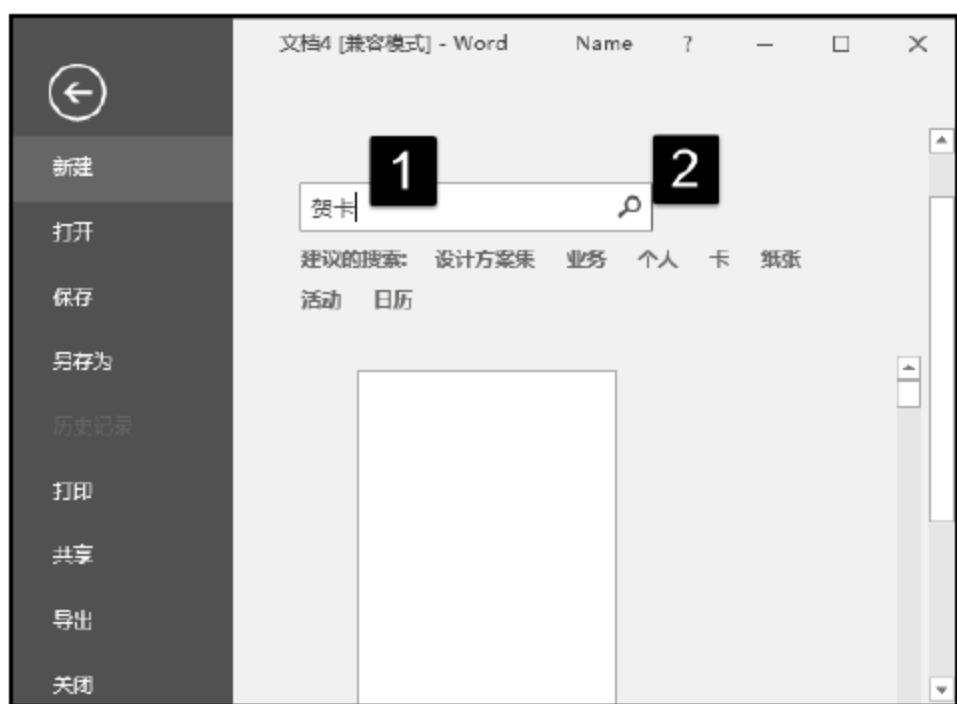 文档4 [兼容模式] - Word Name ?
新建
打开
保存
另存为
历史记录
打印
共享
导出
关闭
1
2
贺卡
建议的搜索: 设计方案集 业务 个人 卡 纸张
活动 日历